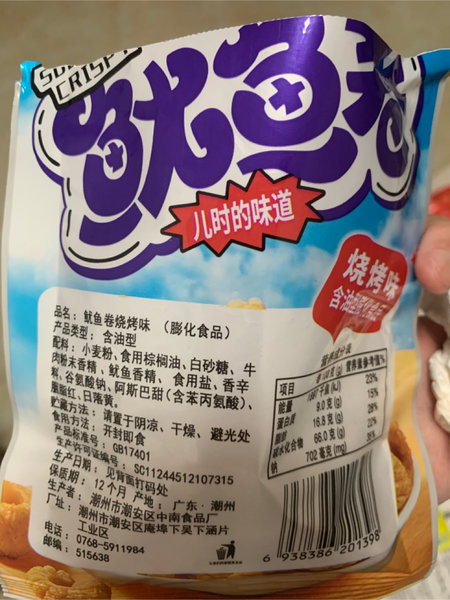 CRISPY
鱿鱼卷
儿时的味道
烧烤味
品名：鱿鱼卷烧烤味 （膨化食品）
产品类型：含油型
配料：小麦粉、食用棕榈油、白砂糖、牛
肉粉末香精、鱿鱼香精、食用盐、香辛
料、谷氨酸钠、阿斯巴甜(含苯丙氨酸)、
胭脂红、日落黄。
贮藏方法：请置于阴凉、干燥、避光处
食用方法：开封即食
产品标准号：GB17401
生产许可证编号：SC11244512107315
生产日期：见背面打码处
保质期：12个月 产地：广东·潮州
厂名：潮州市潮安区中南食品厂
厂址：潮州市潮安区庵埠下吴下涵片
工业区
电话：0768-5911984
邮编：515638
营养成分表
项目 营养素参考值%
能量 23%
蛋白质 9.0克(g) 15%
脂肪 16.8克(g) 28%
碳水化合物 66.0克(g) 22%
钠 702毫克(mg) 35%
6 938386 201398